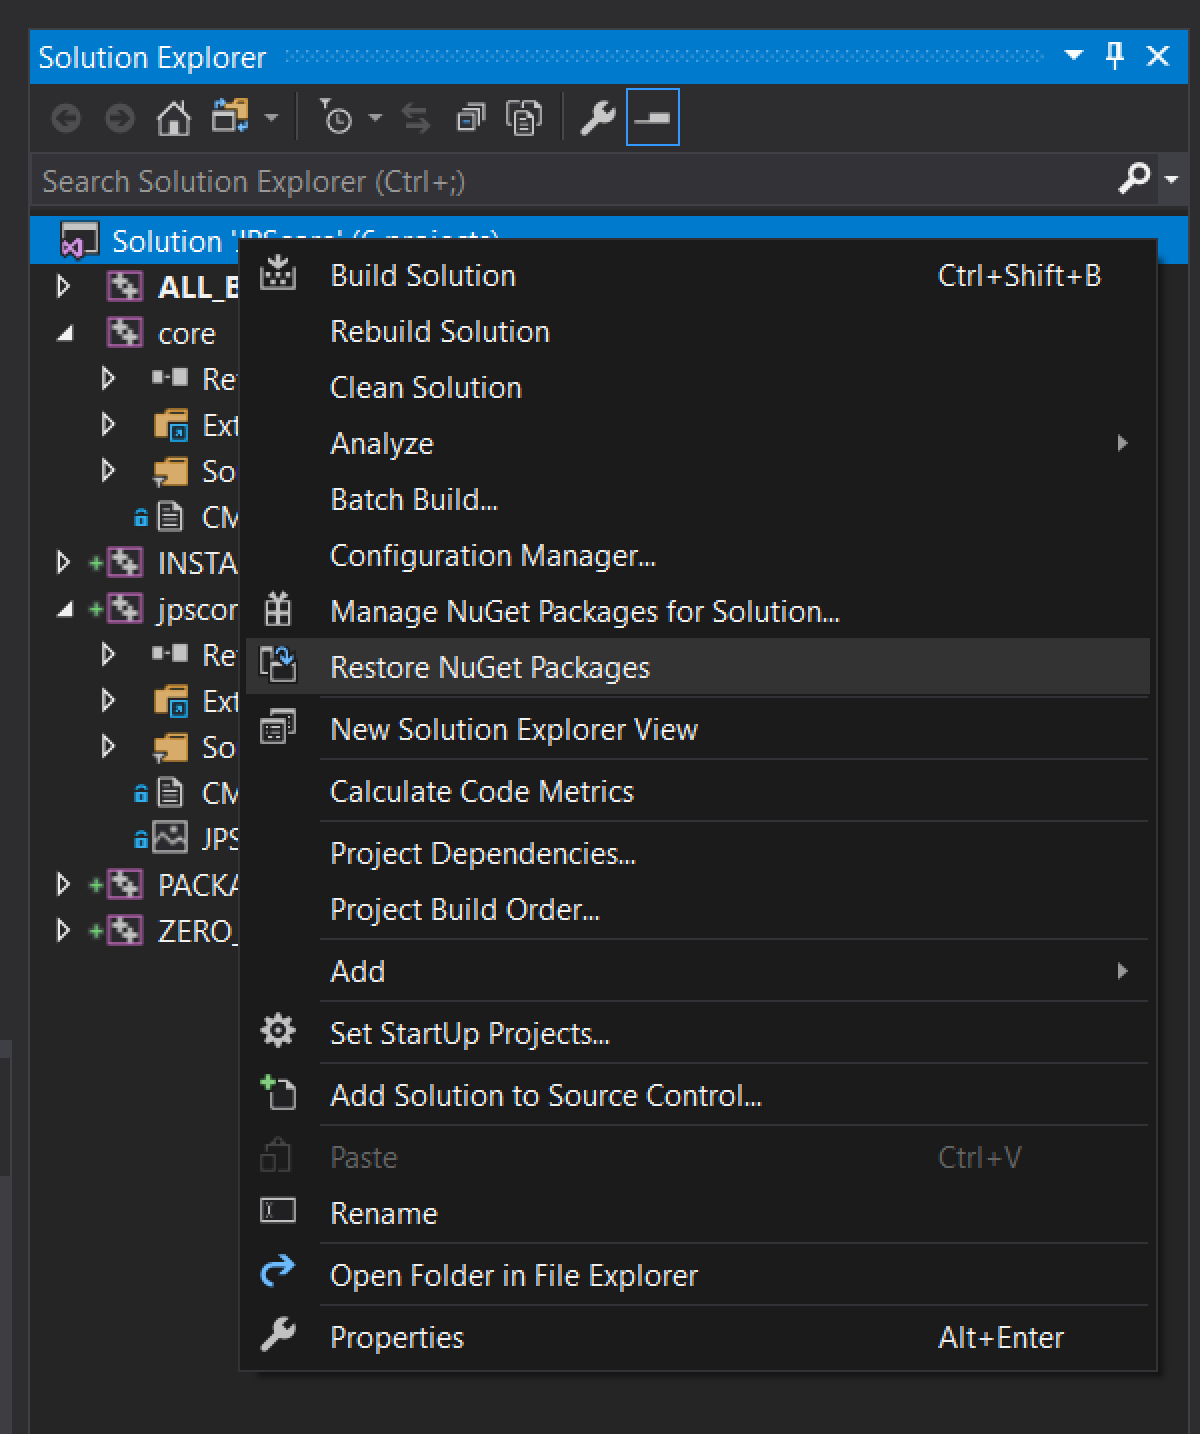 Solution Explorer
Search Solution Explorer (Ctrl+;)
Solution 'JPScore' (6 projects)
Build Solution Ctrl+Shift+B
ALL_B
Rebuild Solution
core
Clean Solution
Re
Ext
Analyze
So
Batch Build...
CM
Configuration Manager...
INSTA
Manage NuGet Packages for Solution...
jpscor
Restore NuGet Packages
Re
Ext
New Solution Explorer View
So
Calculate Code Metrics
CM
JPS
Project Dependencies...
PACKA
Project Build Order...
ZERO_
Add
Set StartUp Projects...
Add Solution to Source Control...
Paste Ctrl+V
Rename
Open Folder in File Explorer
Properties Alt+Enter